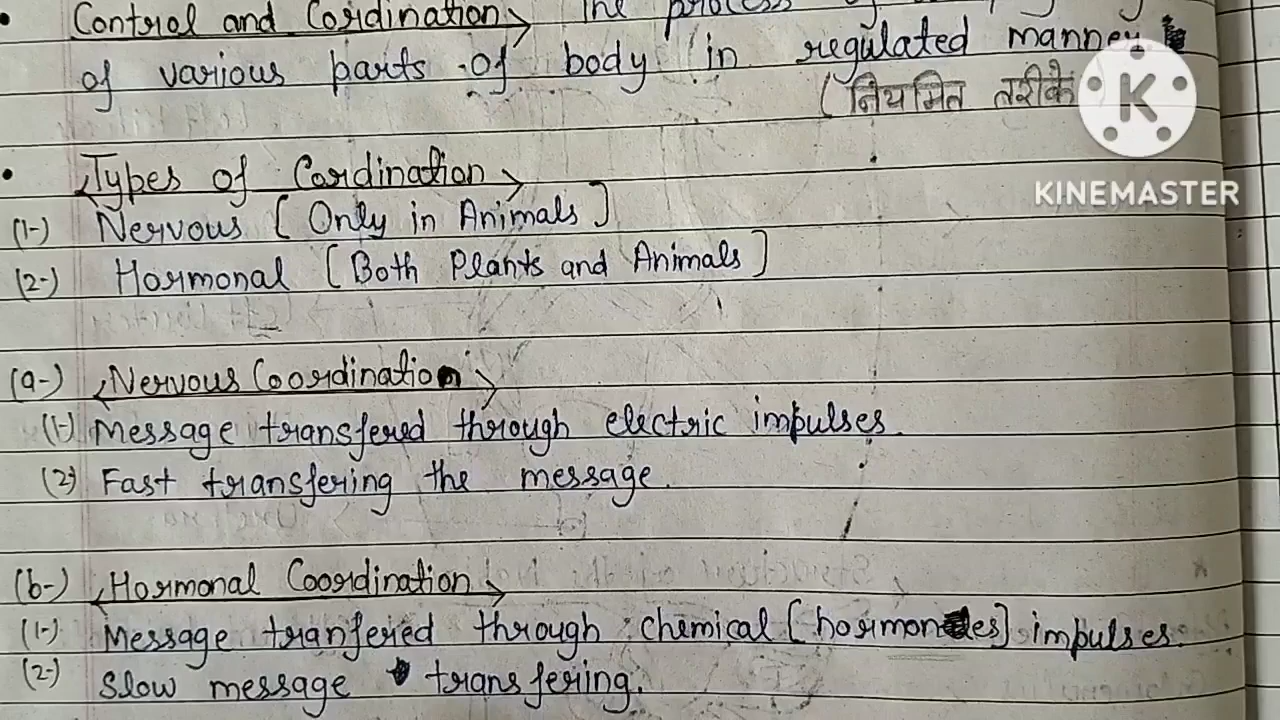 • Control and Coordination → The process of
of various parts of body in regulated manner
(नियमित तरीके
K
KINEMASTER
• Types of Cordination →
(1-) Nervous [Only in Animals]
(2-) Hormonal [Both Plants and Animals]
(a-) Nervous Coordination
(1-) Message transfered through electric impulses.
(2) Fast transfering the message.
(b-) Hormonal Coordination
(1-) Message tranfered through chemical [hormones] impulses.
(2-) Slow message transfering.